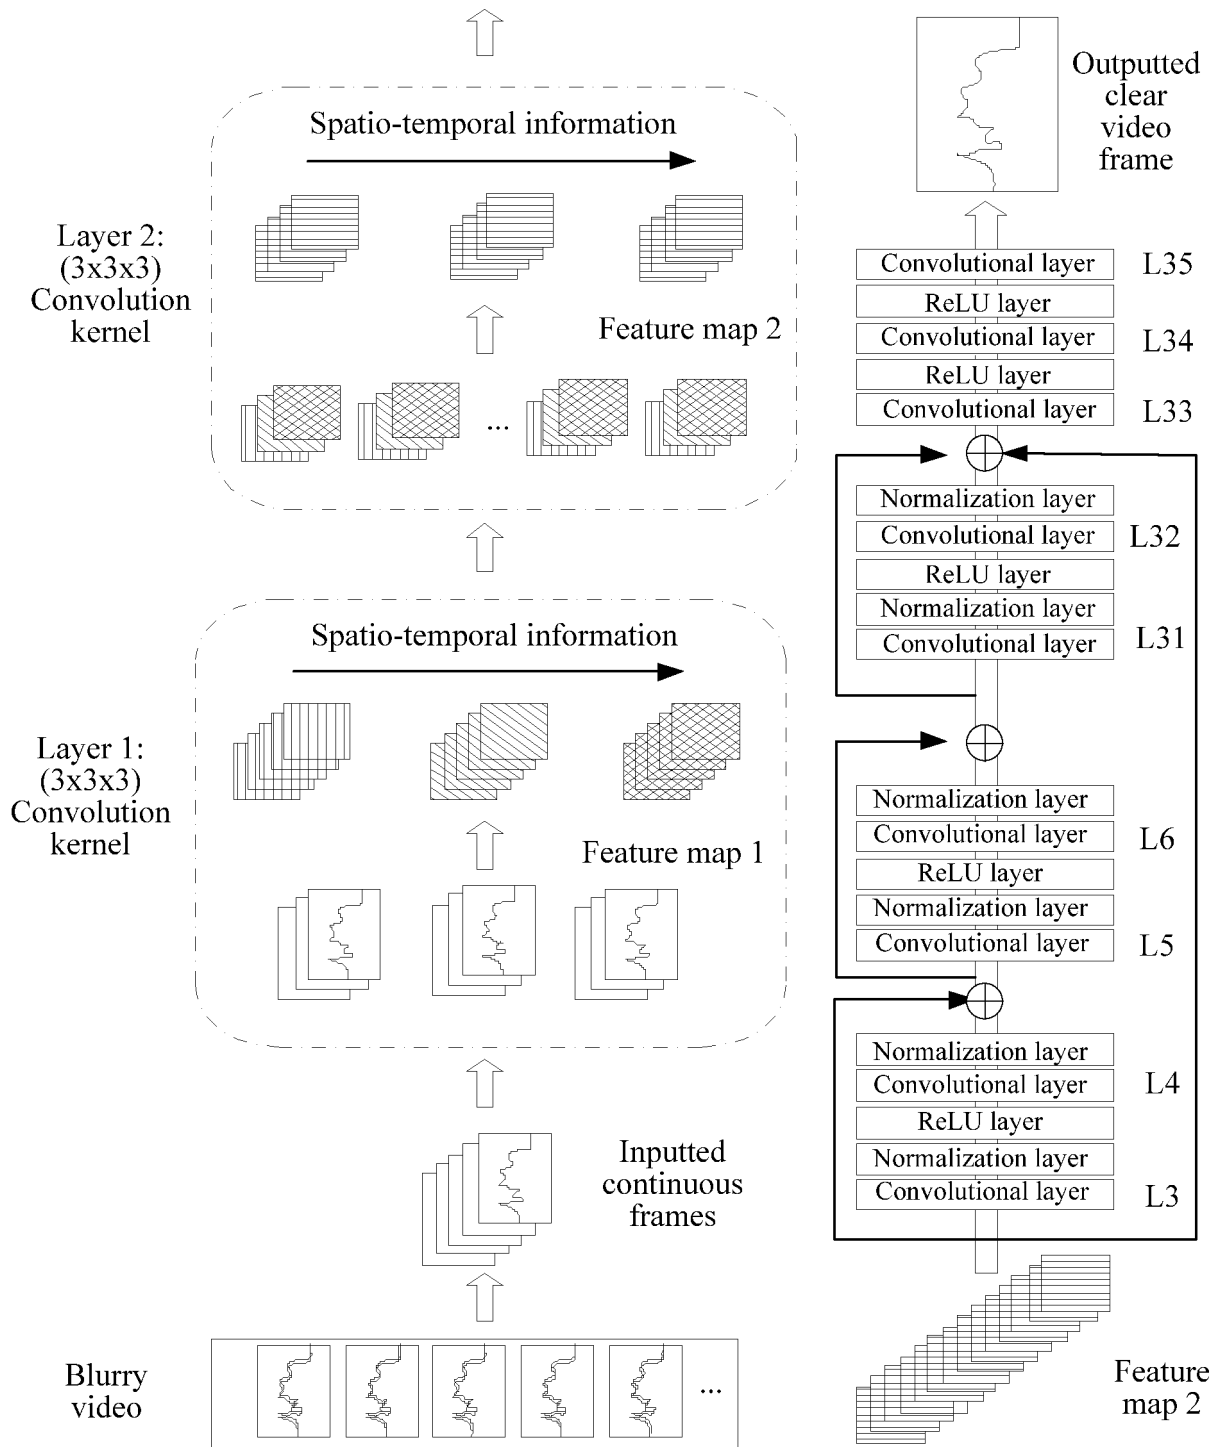 Spatio-temporal information
Layer 2:
(3x3x3)
Convolution
kernel
Feature map 2
...
Spatio-temporal information
Layer 1:
(3x3x3)
Convolution
kernel
Feature map 1
Inputted
continuous
frames
Blurry
video
...
Outputted
clear
video
frame
Convolutional layer L35
ReLU layer
Convolutional layer L34
ReLU layer
Convolutional layer L33
Normalization layer
Convolutional layer L32
ReLU layer
Normalization layer
Convolutional layer L31
Normalization layer
Convolutional layer L6
ReLU layer
Normalization layer
Convolutional layer L5
Normalization layer
Convolutional layer L4
ReLU layer
Normalization layer
Convolutional layer L3
Feature
map 2